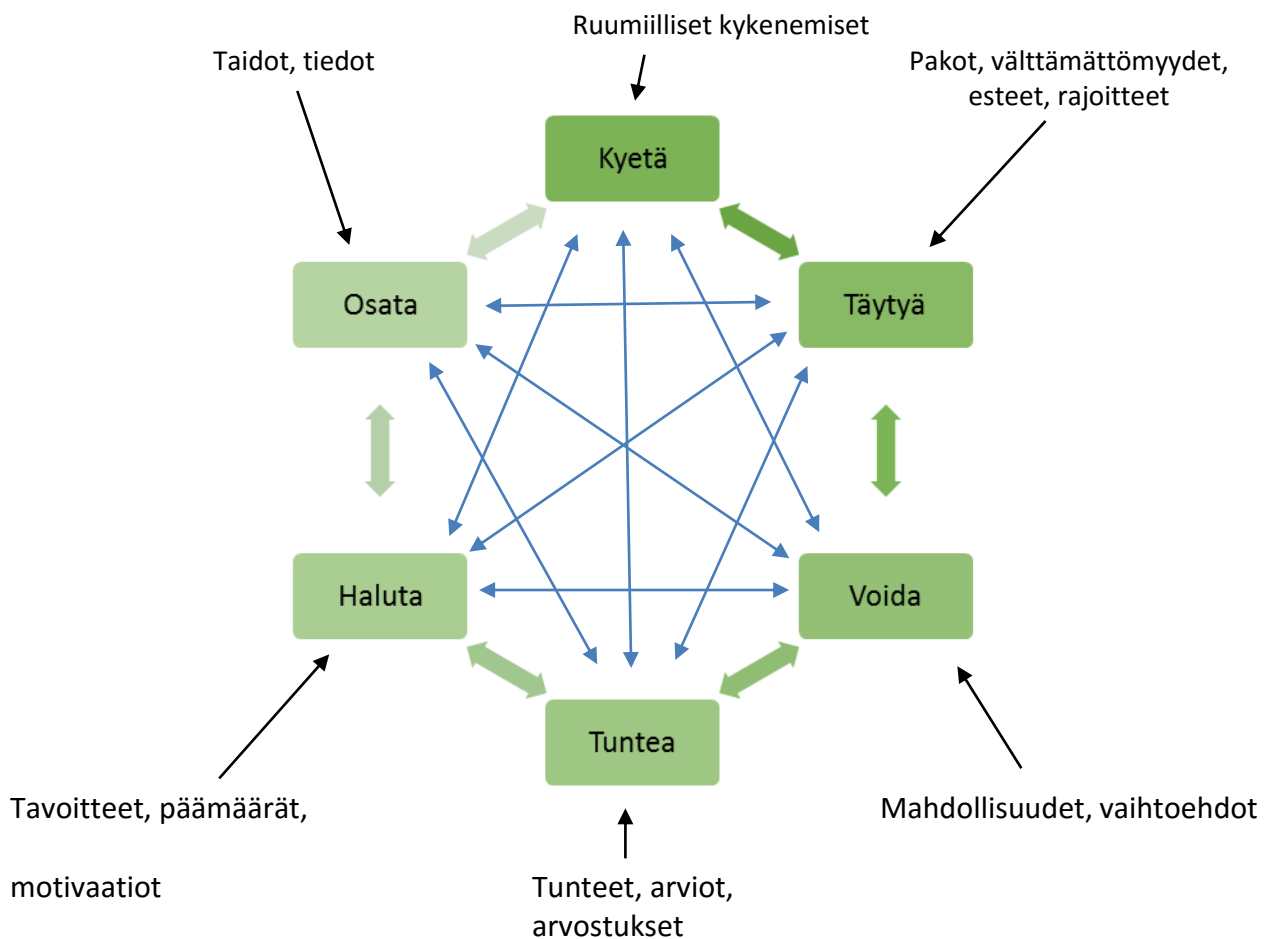 Ruumiilliset kykenemiset
Taidot, tiedot
Pakot, välttämättömyydet,
esteet, rajoitteet
Kyetä
Osata
Täytyä
Haluta
Voida
Tuntea
Tavoitteet, päämäärät,
motivaatiot
Mahdollisuudet, vaihtoehdot
Tunteet, arviot,
arvostukset